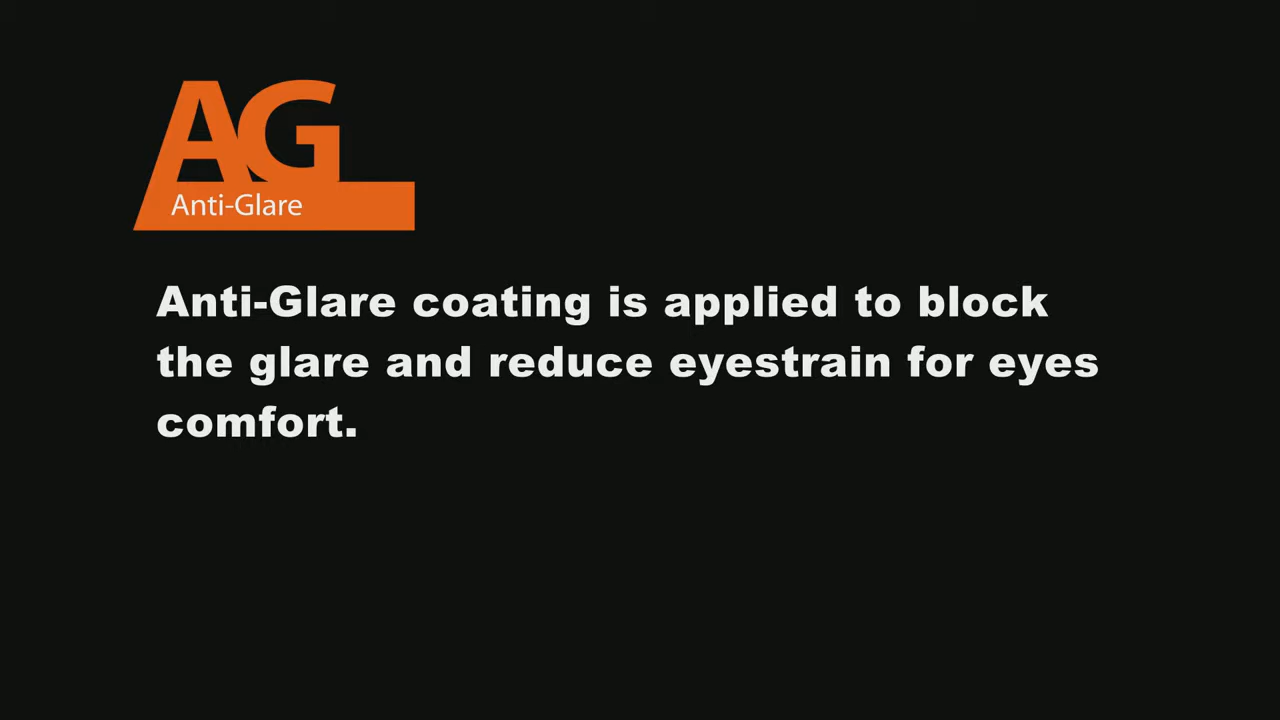 AG
Anti-Glare
Anti-Glare coating is applied to block
the glare and reduce eyestrain for eyes
comfort.